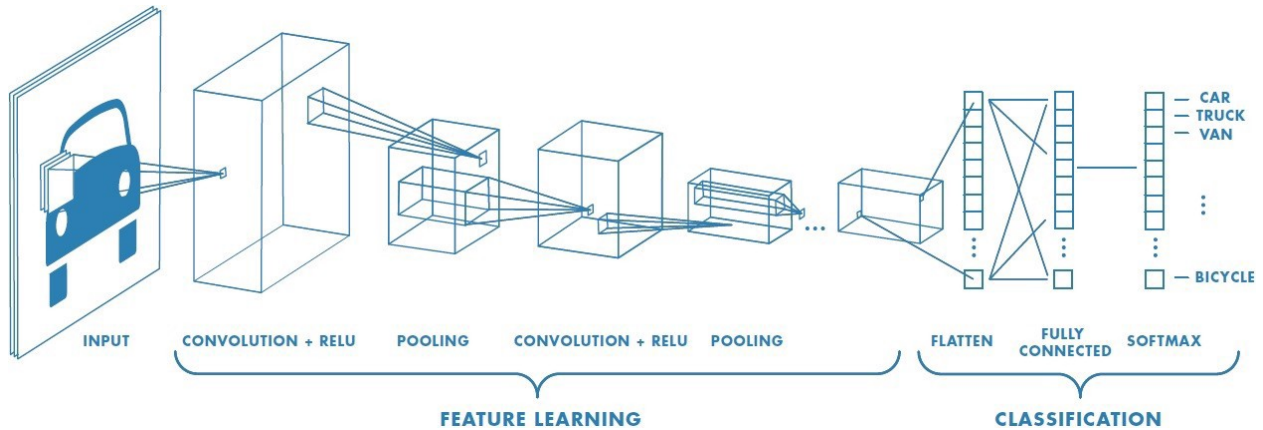 CAR
TRUCK
VAN
BICYCLE
INPUT
CONVOLUTION + RELU
POOLING
CONVOLUTION + RELU
POOLING
FLATTEN
FULLY
CONNECTED
SOFTMAX
FEATURE LEARNING
CLASSIFICATION